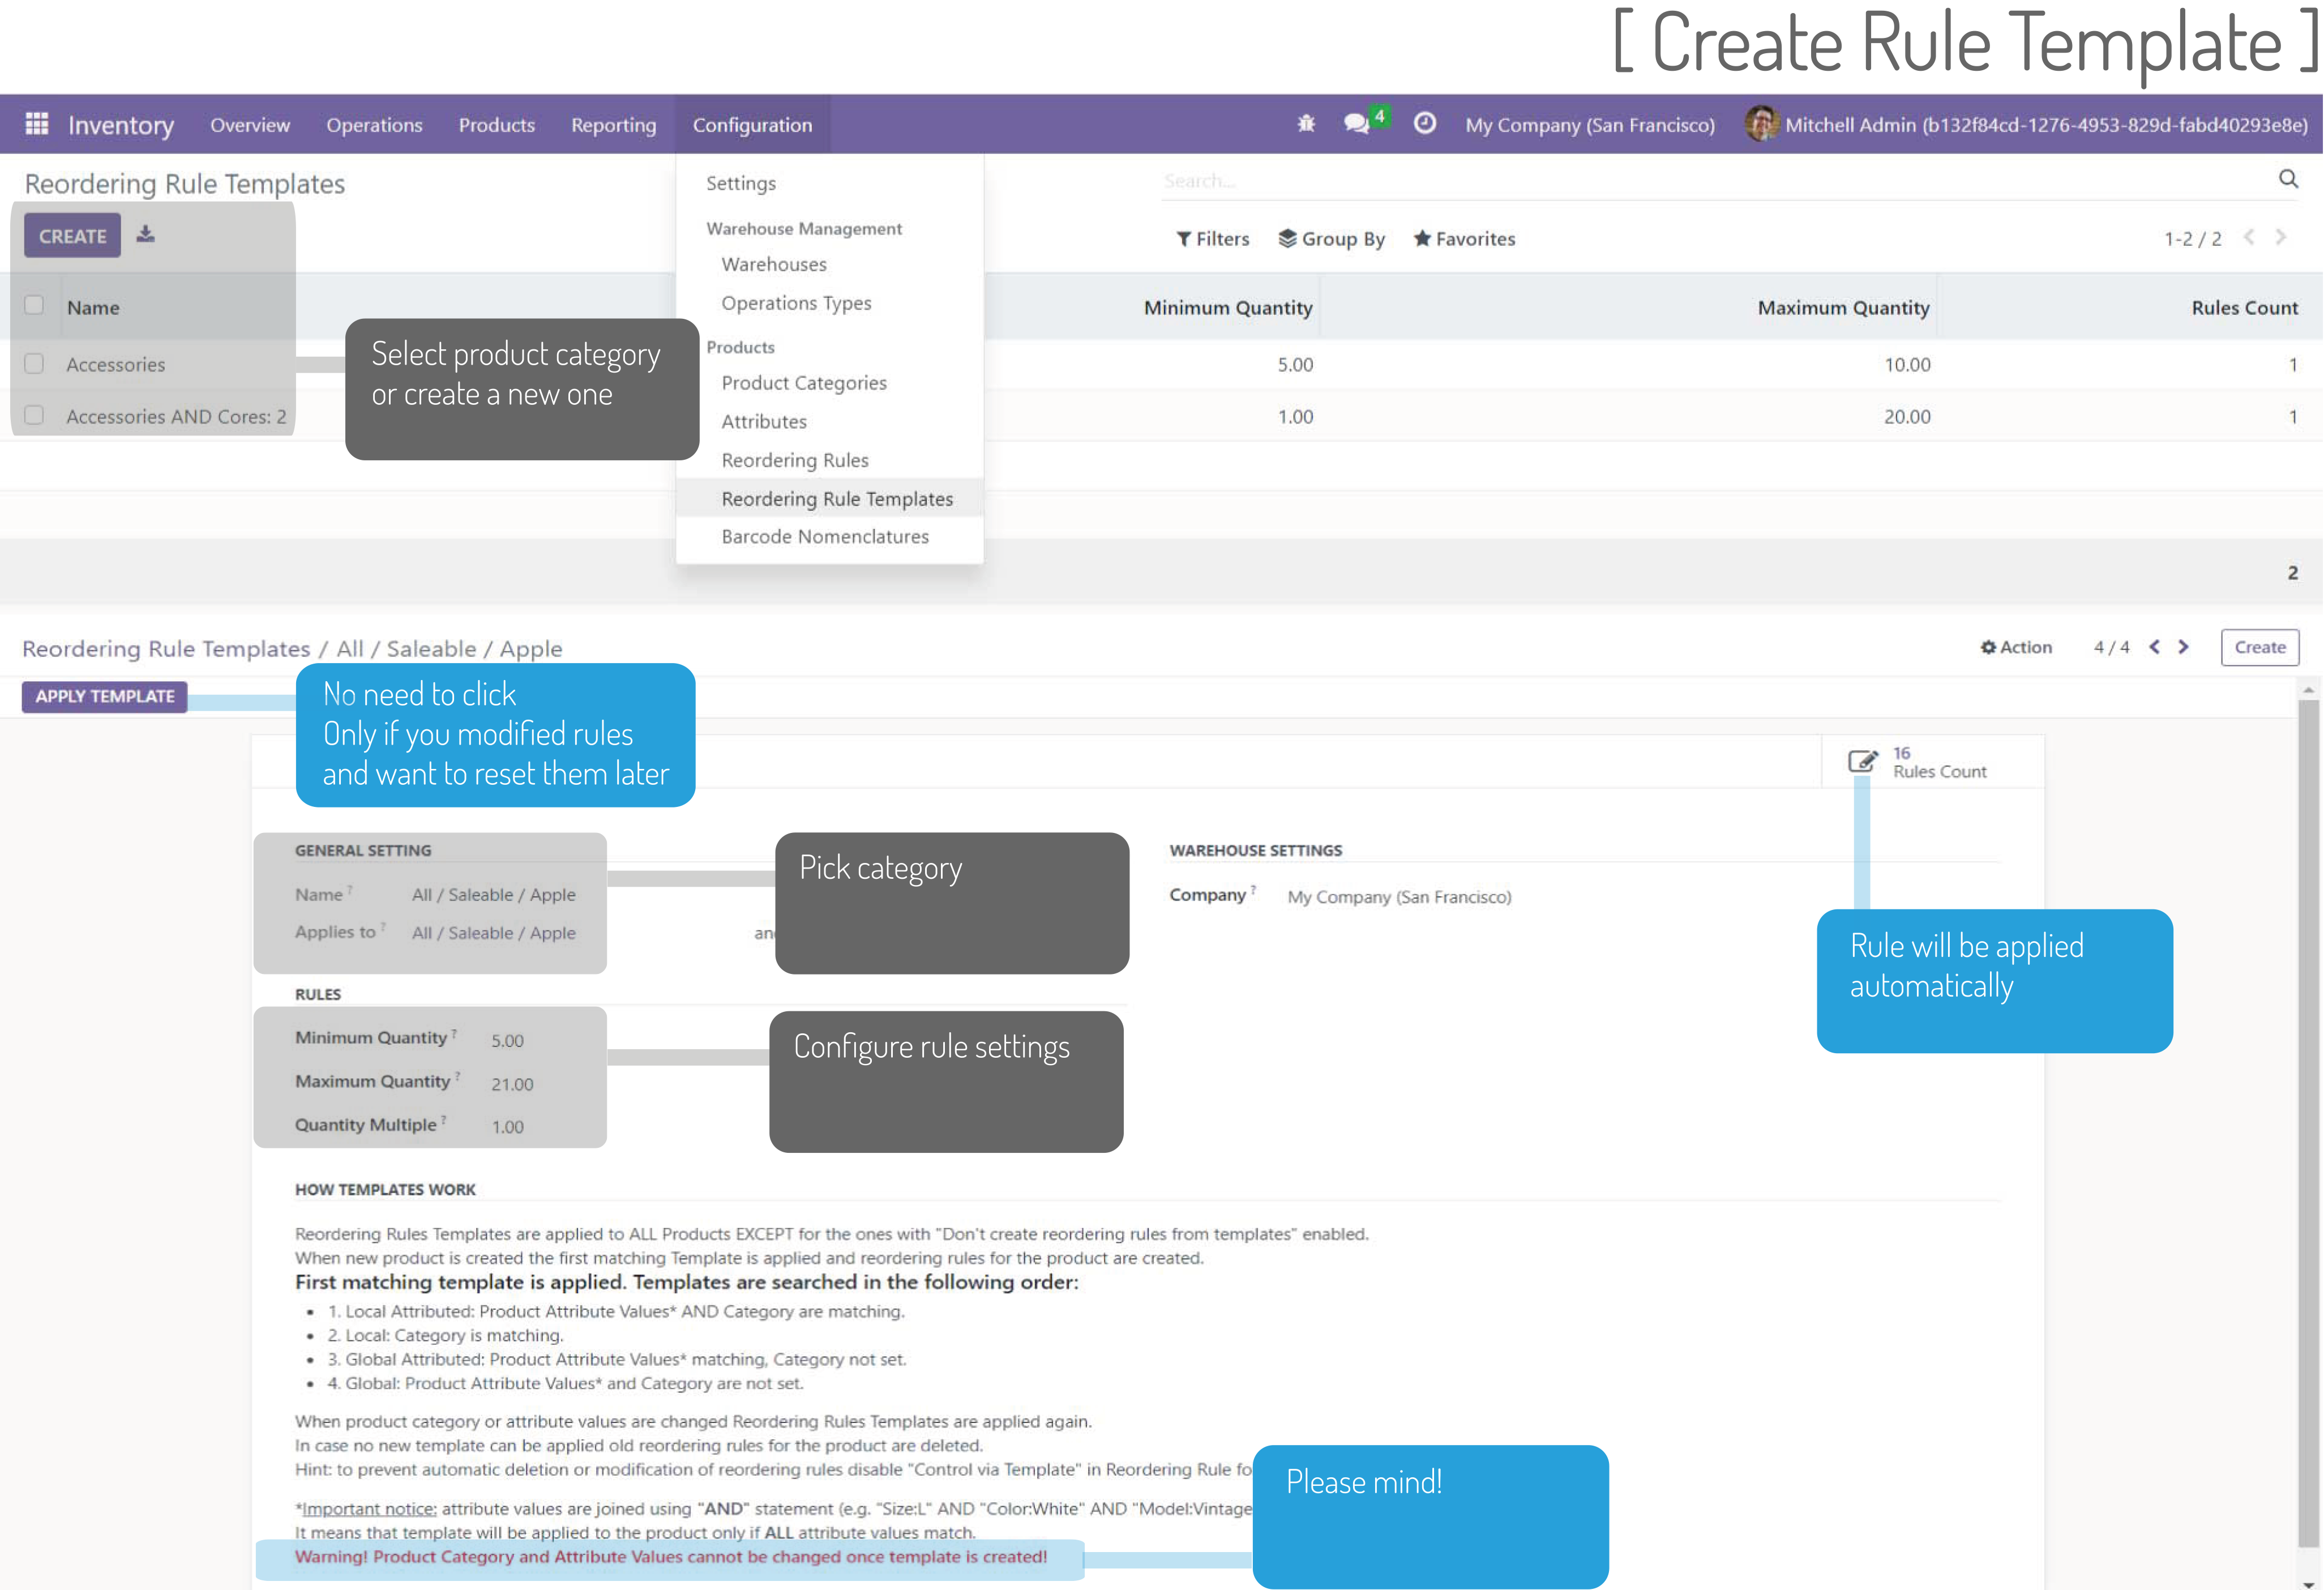 [ Create Rule Template ]
Inventory Overview Operations Products Reporting Configuration 4 My Company (San Francisco) Mitchell Admin (b132f84cd-1276-4953-829d-fabd40293e8e)
Reordering Rule Templates
Search...
CREATE
Filters Group By Favorites 1-2 / 2
Settings
Warehouse Management
Warehouses
Operations Types
Products
Product Categories
Attributes
Reordering Rules
Reordering Rule Templates
Barcode Nomenclatures
Name Minimum Quantity Maximum Quantity Rules Count
Accessories 5.00 10.00 1
Accessories AND Cores: 2 1.00 20.00 1
Select product category
or create a new one
2
Reordering Rule Templates / All / Saleable / Apple
Action 4 / 4 Create
APPLY TEMPLATE
No need to click
Only if you modified rules
and want to reset them later
16
Rules Count
GENERAL SETTING
Name ? All / Saleable / Apple
Applies to ? All / Saleable / Apple
Pick category
WAREHOUSE SETTINGS
Company ? My Company (San Francisco)
Rule will be applied
automatically
RULES
Minimum Quantity ? 5.00
Maximum Quantity ? 21.00
Quantity Multiple ? 1.00
Configure rule settings
HOW TEMPLATES WORK
Reordering Rules Templates are applied to ALL Products EXCEPT for the ones with "Don't create reordering rules from templates" enabled.
When new product is created the first matching Template is applied and reordering rules for the product are created.
First matching template is applied. Templates are searched in the following order:
• 1. Local Attributed: Product Attribute Values* AND Category are matching.
• 2. Local: Category is matching.
• 3. Global Attributed: Product Attribute Values* matching, Category not set.
• 4. Global: Product Attribute Values* and Category are not set.
When product category or attribute values are changed Reordering Rules Templates are applied again.
In case no new template can be applied old reordering rules for the product are deleted.
Hint: to prevent automatic deletion or modification of reordering rules disable "Control via Template" in Reordering Rule
*Important notice: attribute values are joined using "AND" statement (e.g. "Size:L" AND "Color:White" AND "Model:Vintage
It means that template will be applied to the product only if ALL attribute values match.
Warning! Product Category and Attribute Values cannot be changed once template is created!
Please mind!